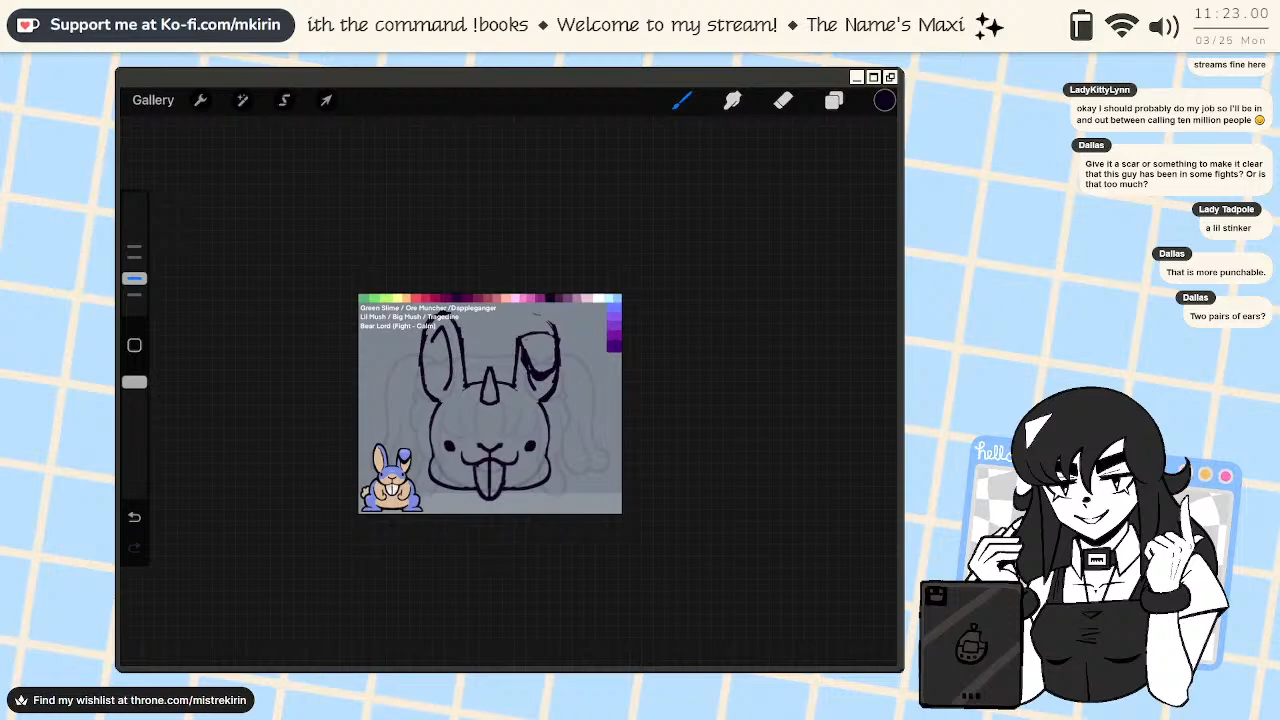 Support me at Ko-fi.com/mkirin
ith the command !books ◆ Welcome to my stream! ◆ The Name's Maxi
11:23.00
03/25 Mon
streams fine here
LadyKittyLynn
okay I should probably do my job so I'll be in
and out between calling ten million people
Dallas
Give it a scar or something to make it clear
that this guy has been in some fights? Or is
that too much?
Lady Tadpole
a lil stinker
Dallas
That is more punchable.
Dallas
Two pairs of ears?
Gallery
Green Slime / Ore Muncher /Dappleganger
Lil Mush / Big Mush / Tragedine
Bear Lord (Fight - Calm)
hello
Find my wishlist at throne.com/mistrekirin